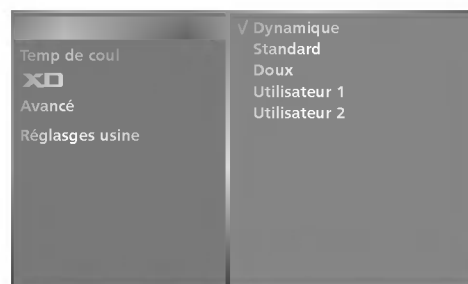 Temp de coul
XD
Avancé
Réglasges usine
√ Dynamique
Standard
Doux
Utilisateur 1
Utilisateur 2